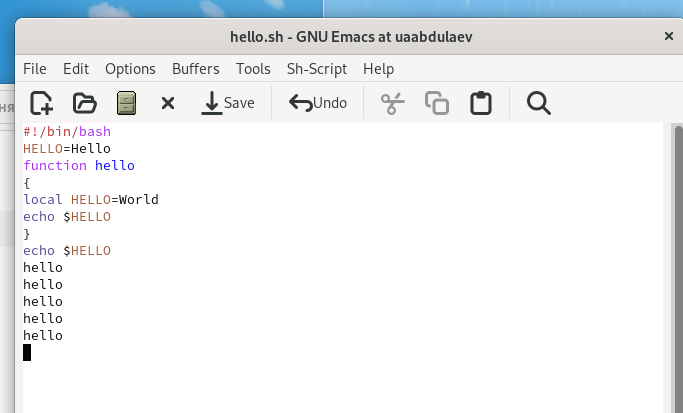 hello.sh - GNU Emacs at uaabdulaev
File Edit Options Buffers Tools Sh-Script Help
Save Undo
ня
#!/bin/bash
HELLO=Hello
function hello
{
local HELLO=World
echo $HELLO
}
echo $HELLO
hello
hello
hello
hello
hello